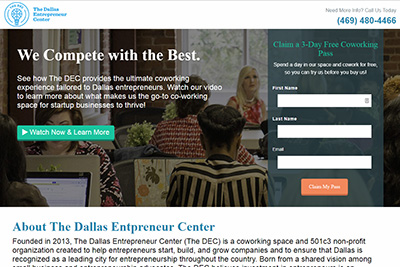 The Dallas
Entrepreneur
Center
Need More Info? Call Us Today
(469) 480-4466
We Compete with the Best.
See how The DEC provides the ultimate coworking
experience tailored to Dallas entrepreneurs. Watch our video
to learn more about what makes us the go-to co-working
space for startup businesses to thrive!
Watch Now & Learn More
Claim a 3-Day Free Coworking
Pass
Spend a day in our space and cowork for free,
so you can try us before you buy us!
First Name
Last Name
Email
Claim My Pass
About The Dallas Entpreneur Center
Founded in 2013, The Dallas Entrepreneur Center (The DEC) is a coworking space and 501c3 non-profit
organization created to help entrepreneurs start, build, and grow companies and to ensure that Dallas is
recognized as a leading city for entrepreneurship throughout the country. Born from a shared vision among